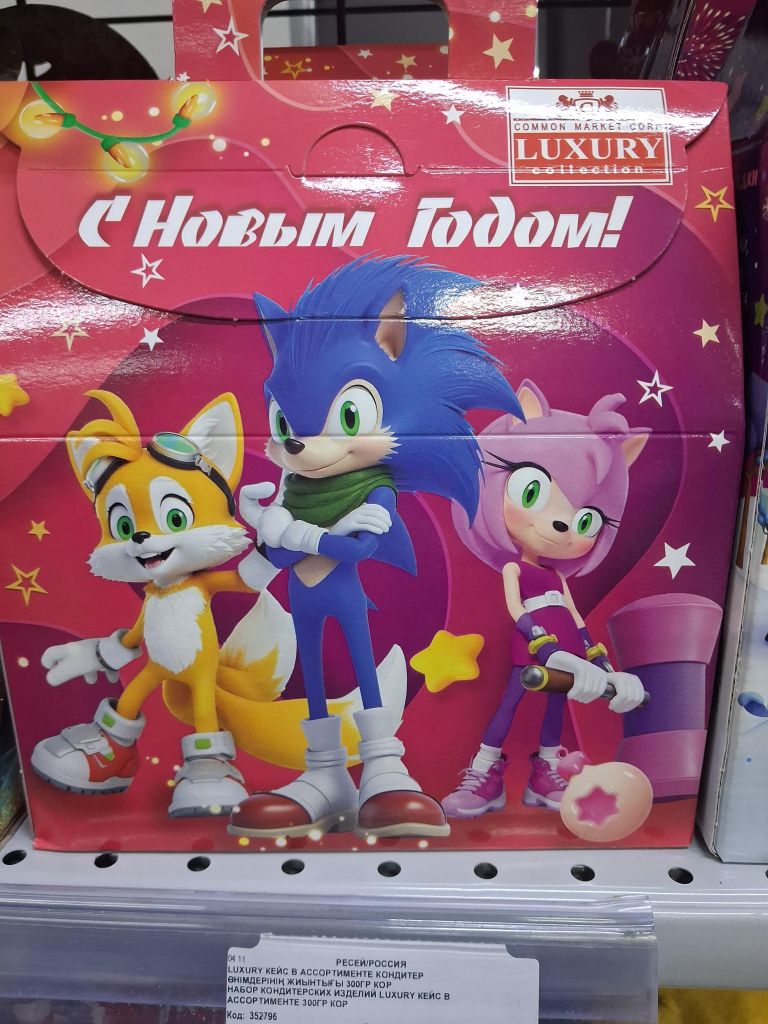 COMMON MARKET CORP.
LUXURY
collection
С Новым Годом!
04 11
РЕСЕЙ/РОССИЯ
LUXURY КЕЙС В АССОРТИМЕНТЕ КОНДИТЕР
ӨНІМДЕРІНІҢ ЖИЫНТЫҒЫ 300ГР КОР
НАБОР КОНДИТЕРСКИХ ИЗДЕЛИЙ LUXURY КЕЙС В
АССОРТИМЕНТЕ 300ГР КОР
Код: 352796